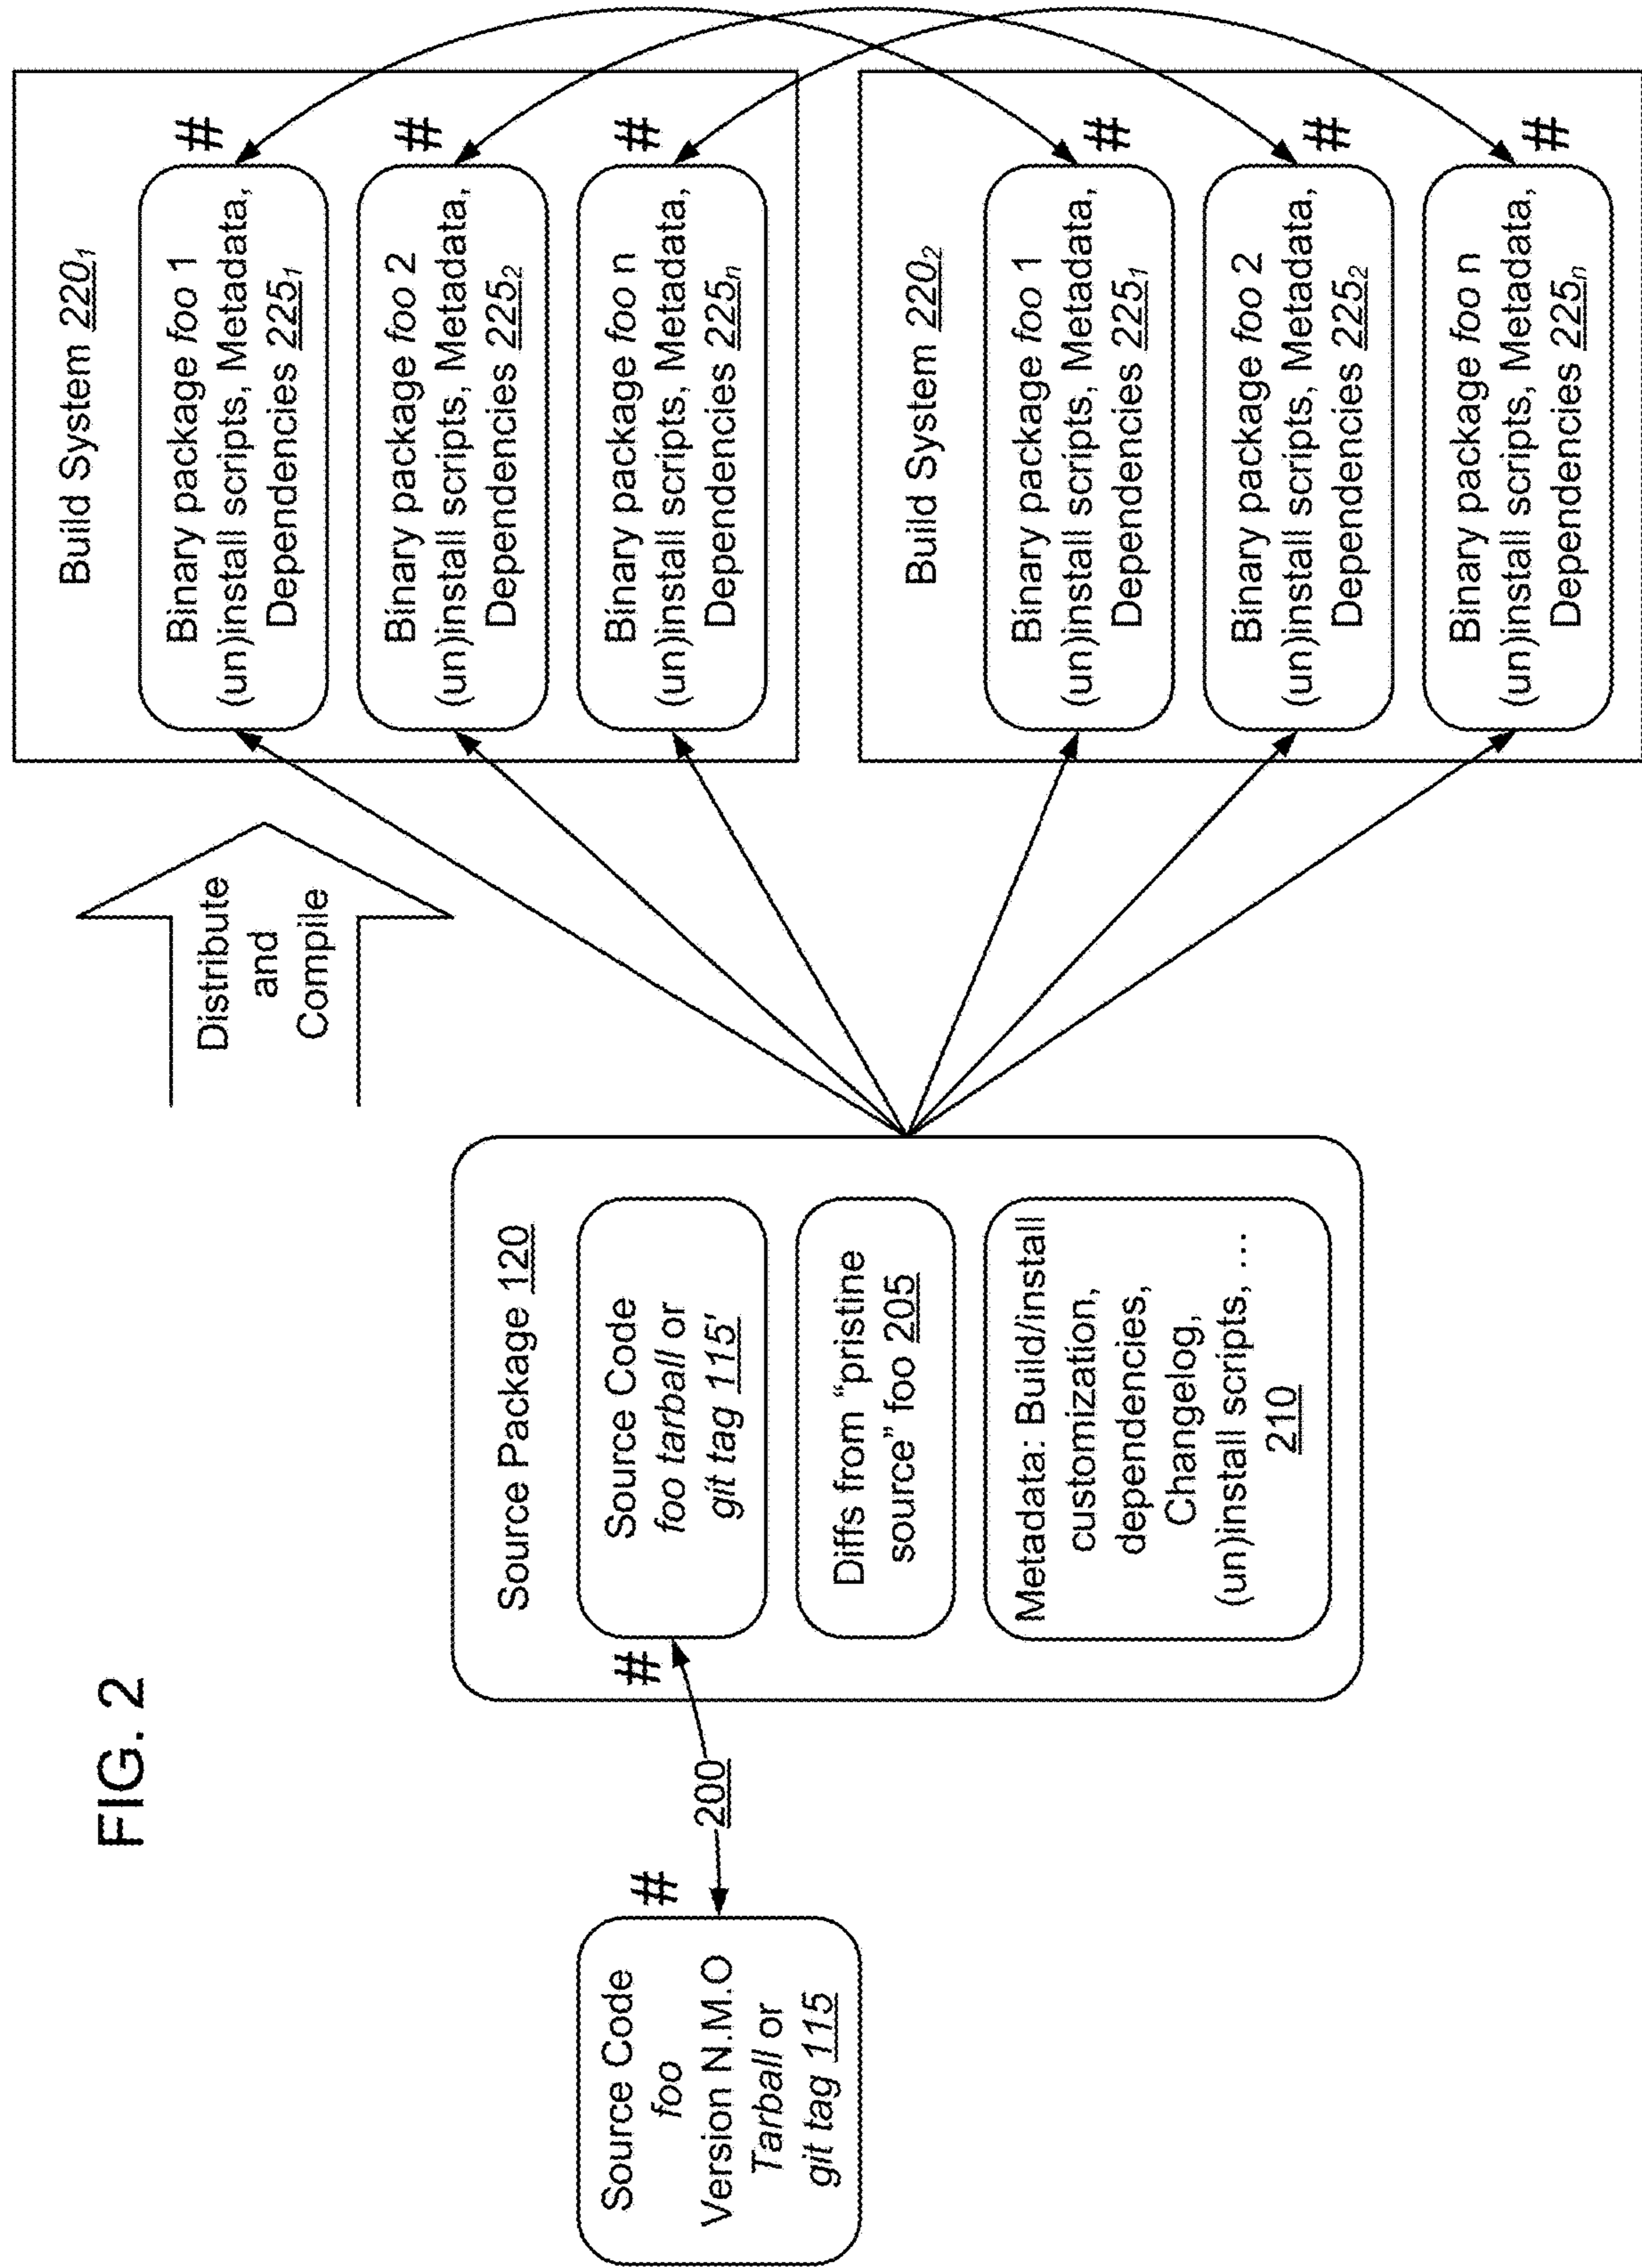 FIG. 2
Source Code
foo
Version N.M.O
Tarball or
git tag 115
#
200
#
Source Package 120
Source Code
foo tarball or
git tag 115'
Diffs from “pristine
source” foo 205
Metadata: Build/install
customization,
dependencies,
Changelog,
(un)install scripts, …
210
Distribute
and
Compile
Build System 220₁
Binary package foo 1
(un)install scripts, Metadata,
Dependencies 225₁
#
Binary package foo 2
(un)install scripts, Metadata,
Dependencies 225₂
#
Binary package foo n
(un)install scripts, Metadata,
Dependencies 225ₙ
#
Build System 220₂
Binary package foo 1
(un)install scripts, Metadata,
Dependencies 225₁
#
Binary package foo 2
(un)install scripts, Metadata,
Dependencies 225₂
#
Binary package foo n
(un)install scripts, Metadata,
Dependencies 225ₙ
#